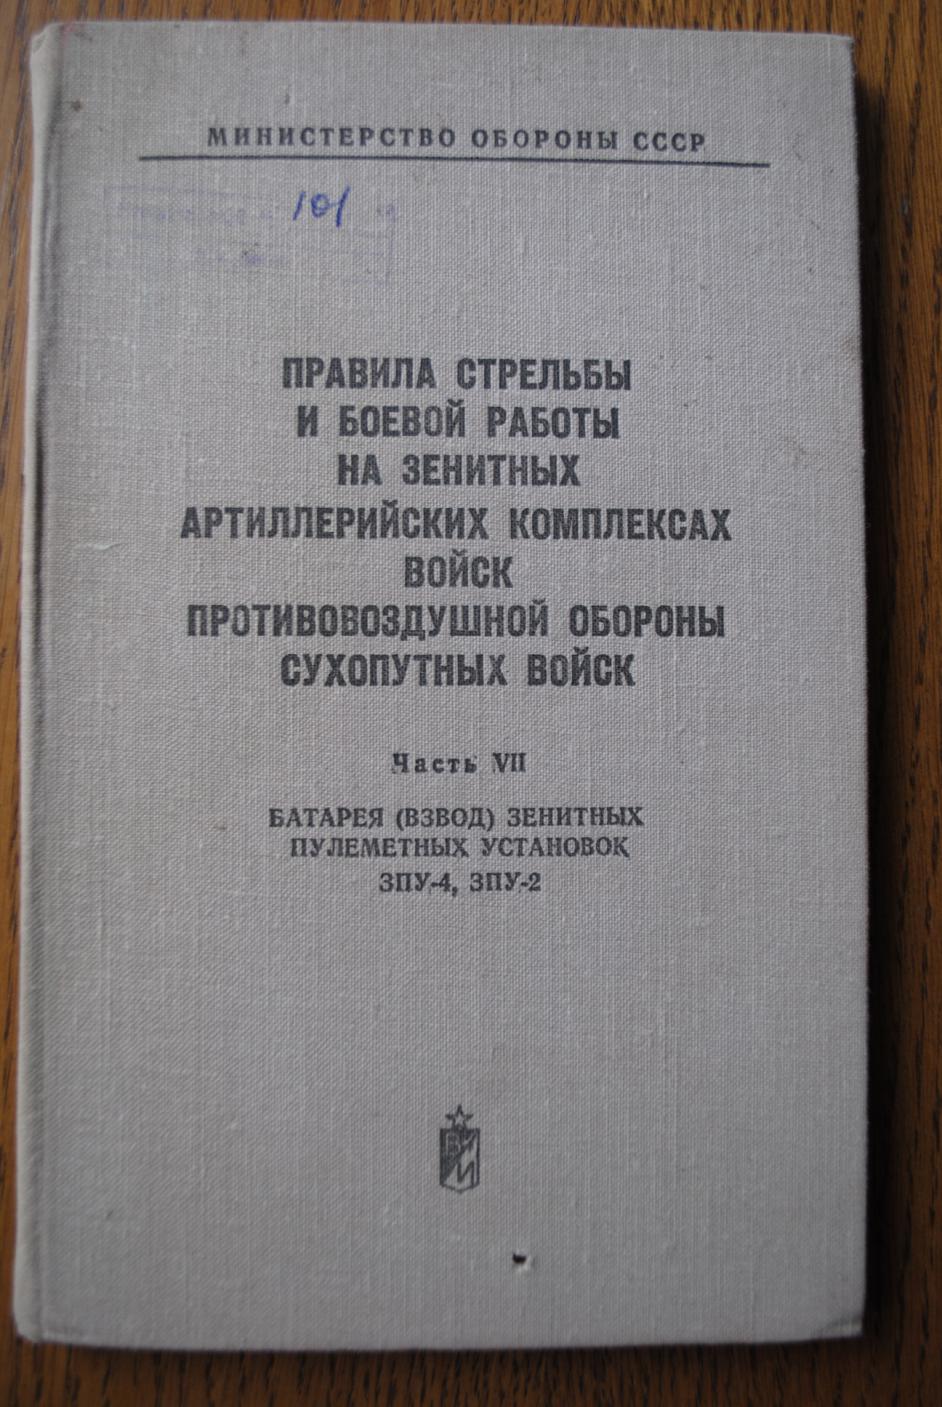 МИНИСТЕРСТВО ОБОРОНЫ СССР
101
ПРАВИЛА СТРЕЛЬБЫ
И БОЕВОЙ РАБОТЫ
НА ЗЕНИТНЫХ
АРТИЛЛЕРИЙСКИХ КОМПЛЕКСАХ
ВОЙСК
ПРОТИВОВОЗДУШНОЙ ОБОРОНЫ
СУХОПУТНЫХ ВОЙСК
Часть VII
БАТАРЕЯ (ВЗВОД) ЗЕНИТНЫХ
ПУЛЕМЕТНЫХ УСТАНОВОК
ЗПУ-4, ЗПУ-2